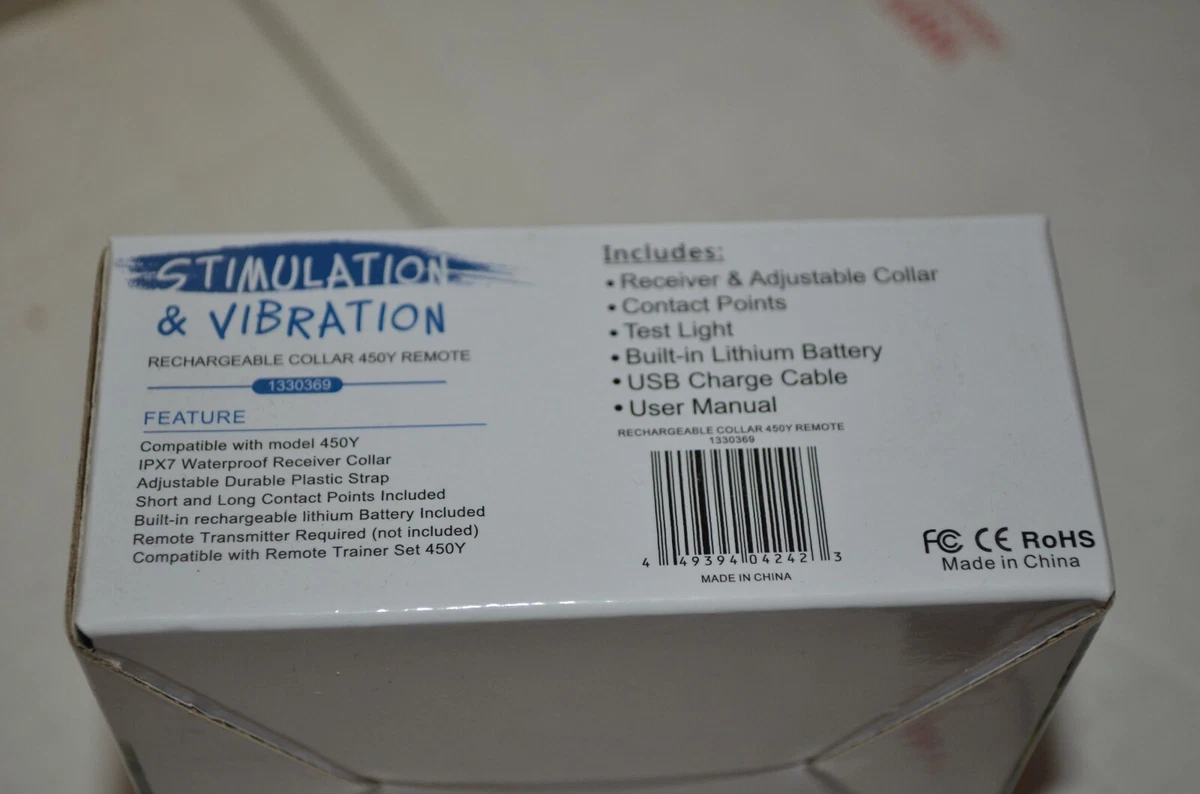 STIMULATION
& VIBRATION
RECHARGEABLE COLLAR 450Y REMOTE
1330369
FEATURE
Compatible with model 450Y
IPX7 Waterproof Receiver Collar
Adjustable Durable Plastic Strap
Short and Long Contact Points Included
Built-in rechargeable lithium Battery Included
Remote Transmitter Required (not included)
Compatible with Remote Trainer Set 450Y
Includes:
• Receiver & Adjustable Collar
• Contact Points
• Test Light
• Built-in Lithium Battery
• USB Charge Cable
• User Manual
RECHARGEABLE COLLAR 450Y REMOTE
1330369
4 49394 04242 3
MADE IN CHINA
FC CE RoHS
Made in China